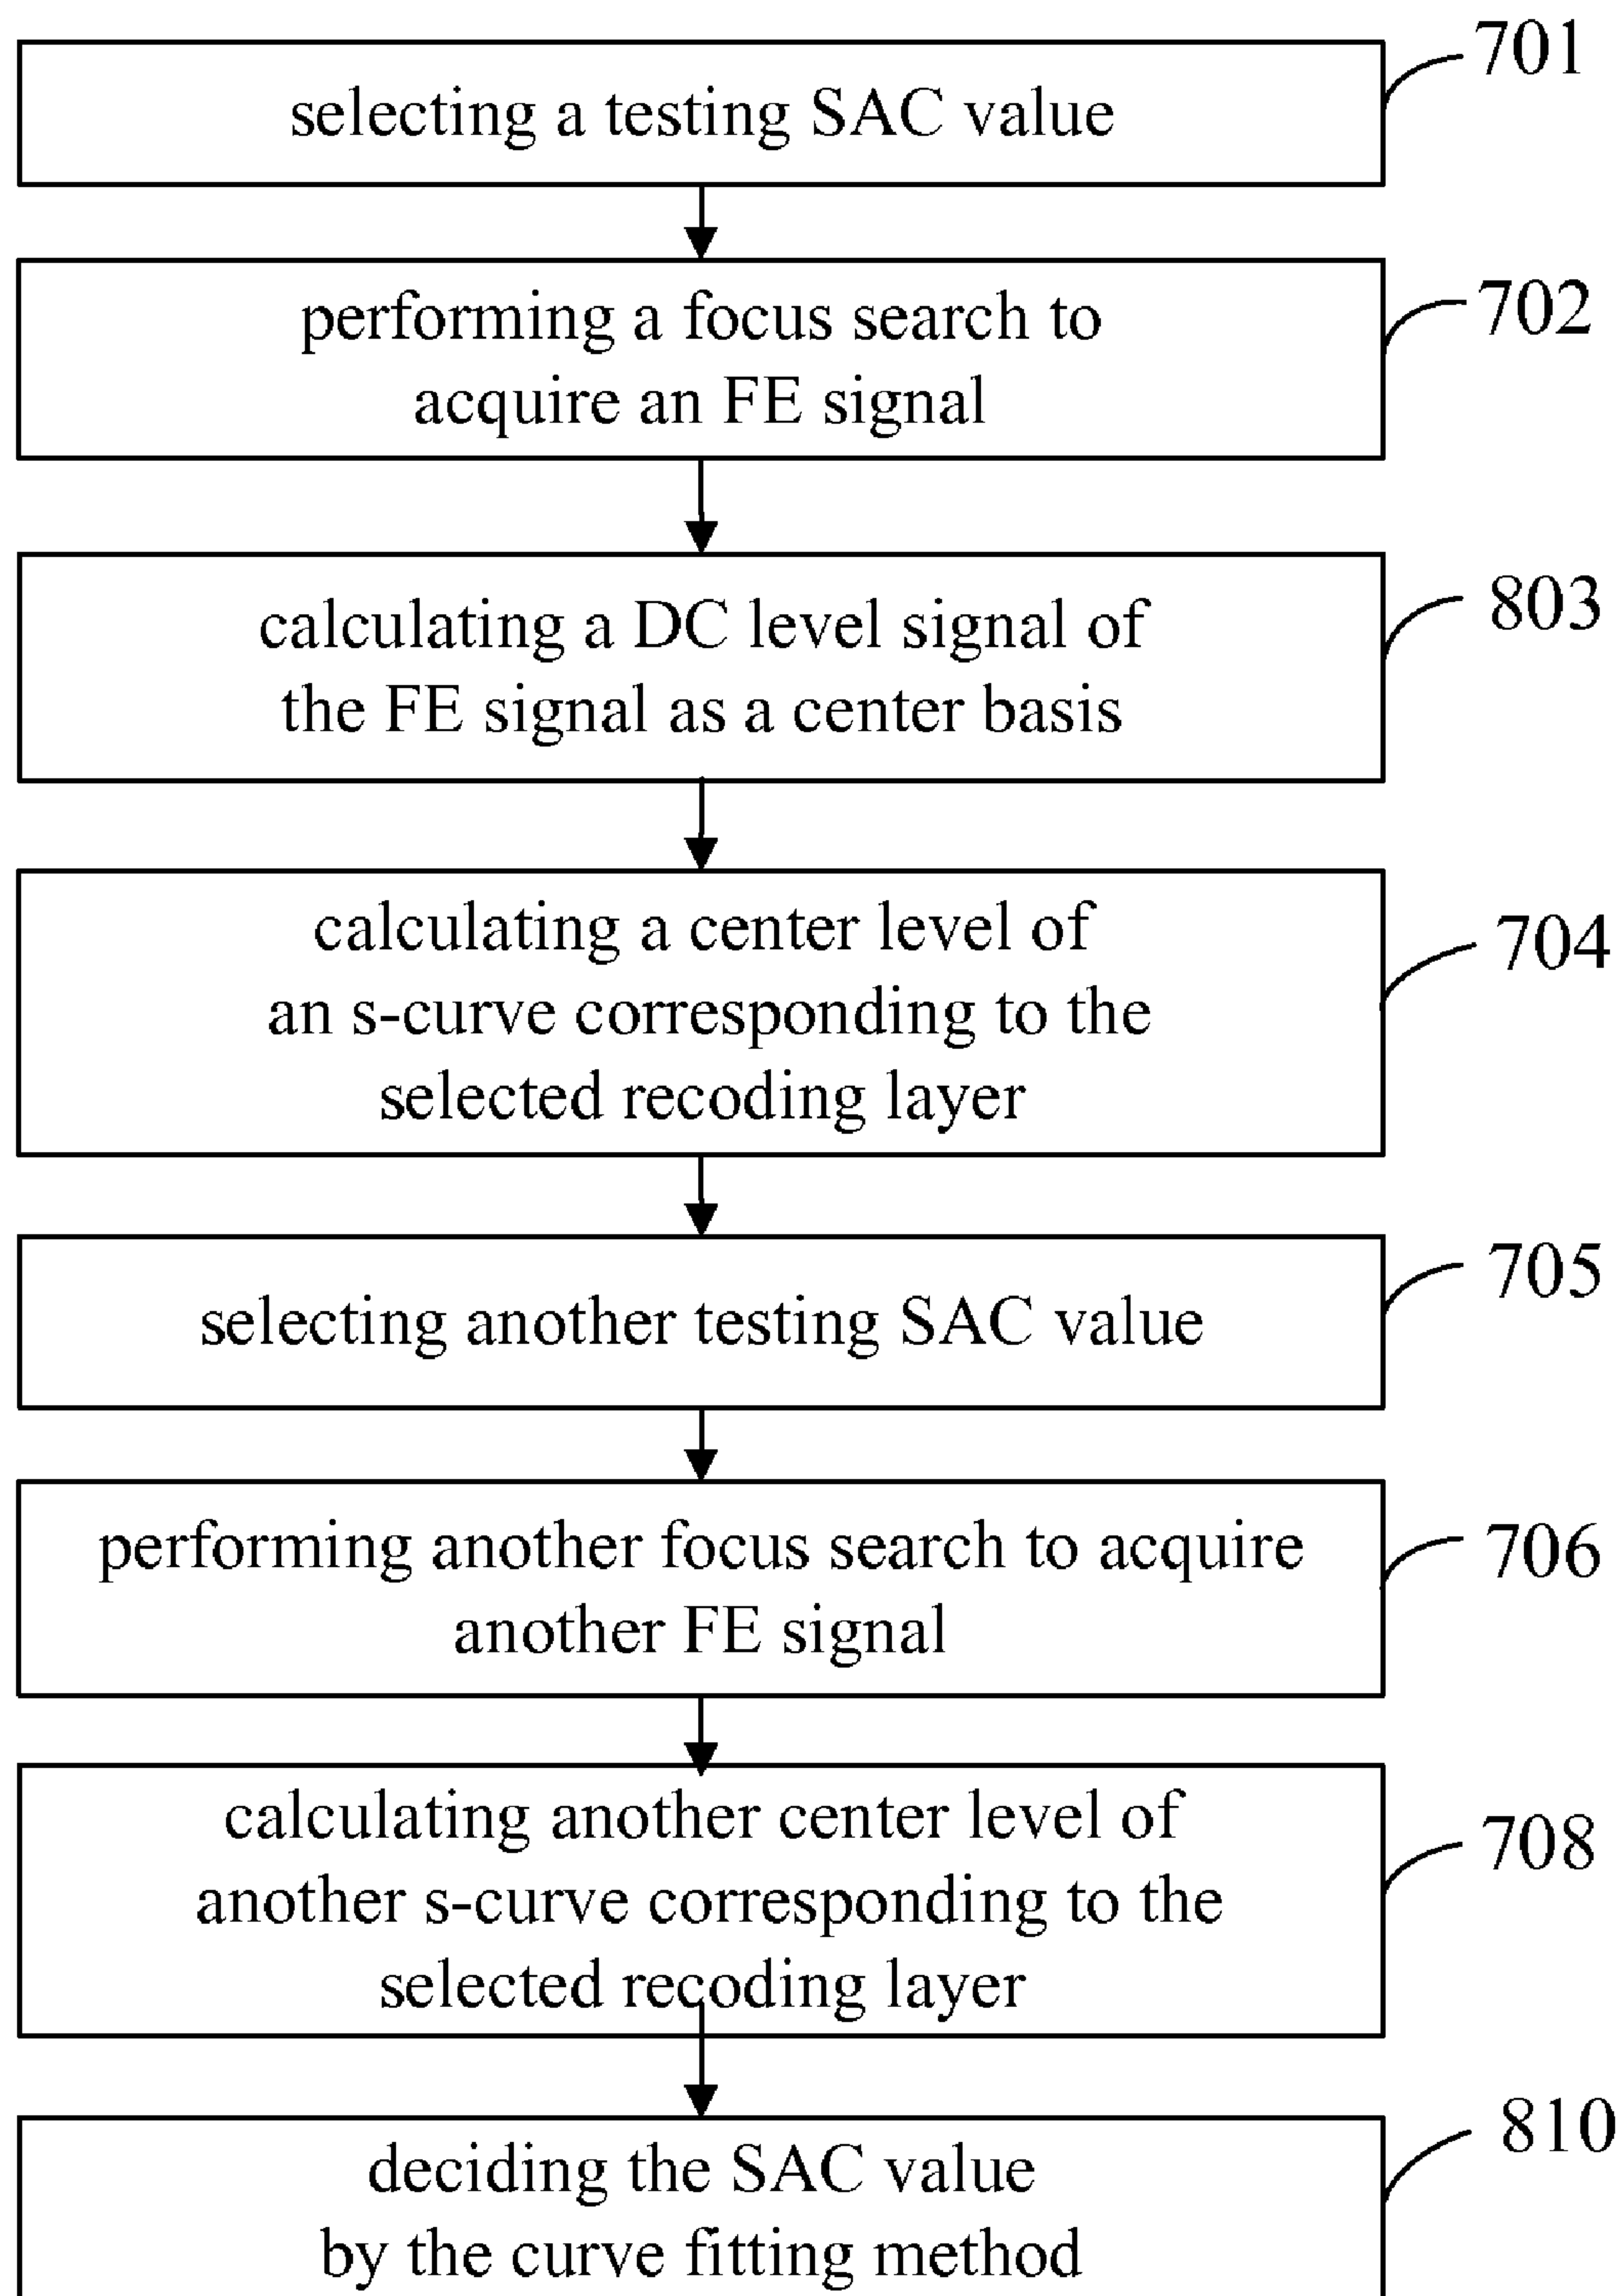 701
selecting a testing SAC value
702
performing a focus search to
acquire an FE signal
803
calculating a DC level signal of
the FE signal as a center basis
704
calculating a center level of
an s-curve corresponding to the
selected recoding layer
705
selecting another testing SAC value
706
performing another focus search to acquire
another FE signal
708
calculating another center level of
another s-curve corresponding to the
selected recoding layer
810
deciding the SAC value
by the curve fitting method